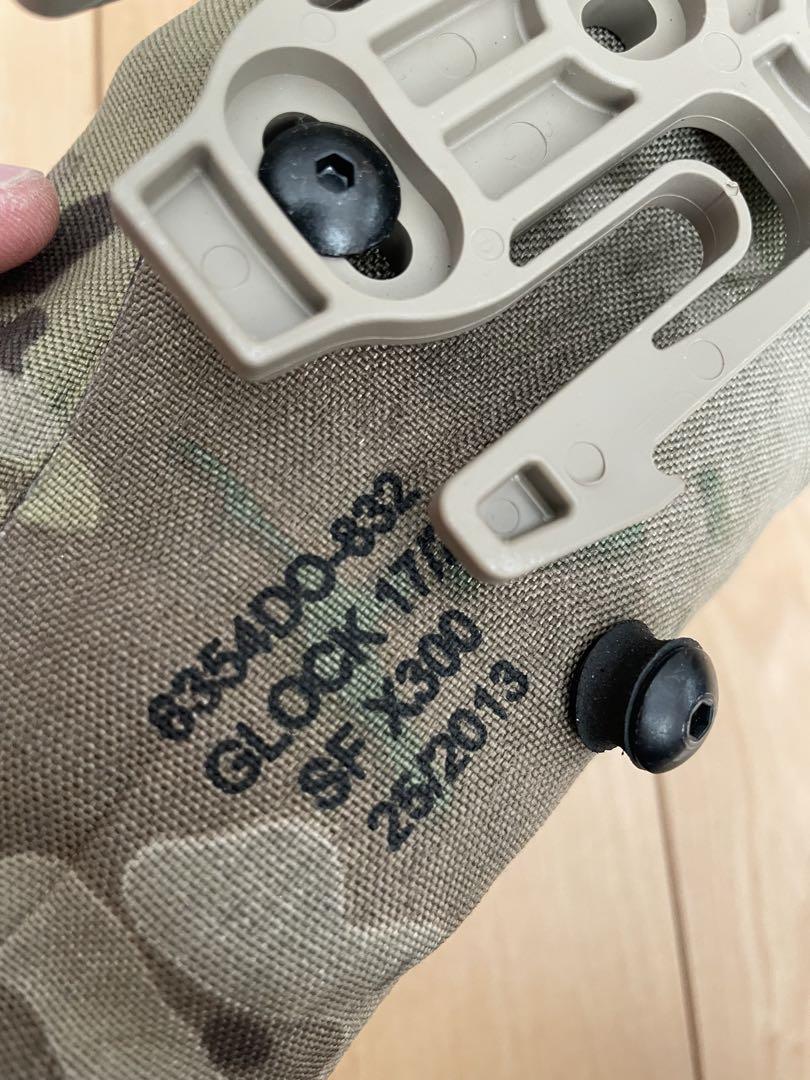 6354DO-832
GLOCK 17/
SF X300
25/2013